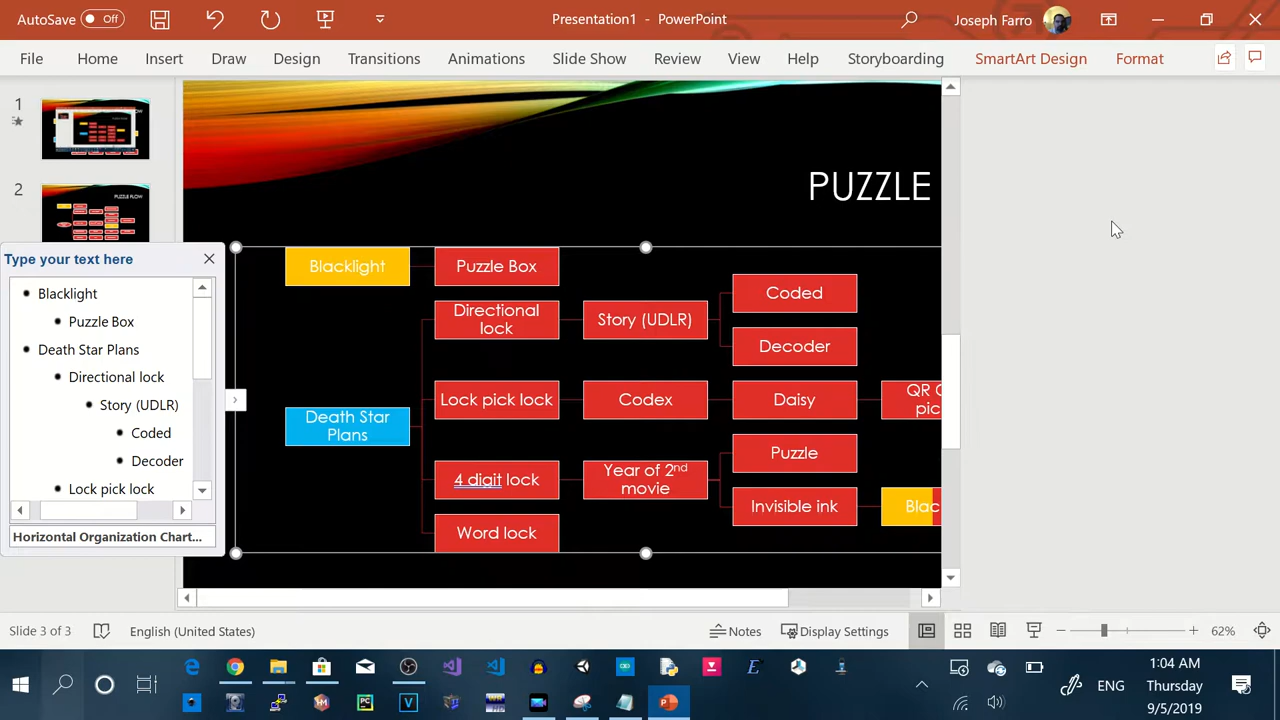 AutoSave Off
Presentation1 - PowerPoint
Joseph Farro
File Home Insert Draw Design Transitions Animations Slide Show Review View Help Storyboarding SmartArt Design Format
1
2
PUZZLE FLOW
Type your text here
Blacklight
Puzzle Box
Death Star Plans
Directional lock
Story (UDLR)
Coded
Decoder
Lock pick lock
Horizontal Organization Chart...
PUZZLE
Blacklight
Puzzle Box
Directional
lock
Story (UDLR)
Coded
Decoder
Death Star
Plans
Lock pick lock
Codex
Daisy
4 digit lock
Year of 2nd
movie
Puzzle
Invisible ink
Word lock
Slide 3 of 3
English (United States)
Notes
Display Settings
62%
ENG
1:04 AM
Thursday
9/5/2019